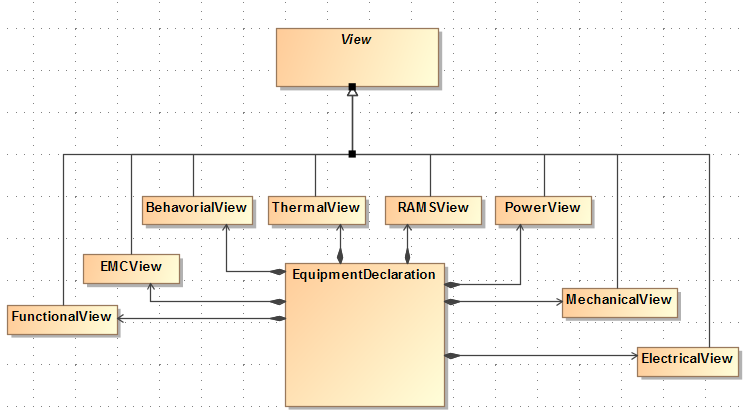 View
BehavorialView
ThermalView
RAMSView
PowerView
EMCView
EquipmentDeclaration
MechanicalView
FunctionalView
ElectricalView